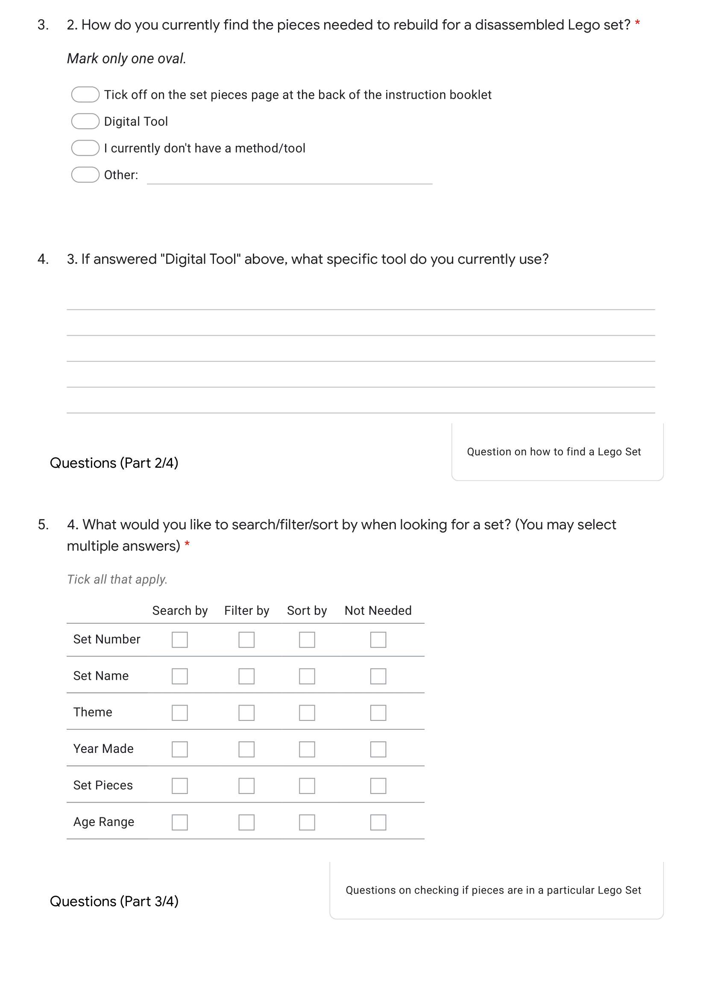 3. 2. How do you currently find the pieces needed to rebuild for a disassembled Lego set? *
Mark only one oval.
Tick off on the set pieces page at the back of the instruction booklet
Digital Tool
I currently don't have a method/tool
Other:
4. 3. If answered "Digital Tool" above, what specific tool do you currently use?
Questions (Part 2/4)
Question on how to find a Lego Set
5. 4. What would you like to search/filter/sort by when looking for a set? (You may select
multiple answers) *
Tick all that apply.
Search by Filter by Sort by Not Needed
Set Number
Set Name
Theme
Year Made
Set Pieces
Age Range
Questions (Part 3/4)
Questions on checking if pieces are in a particular Lego Set